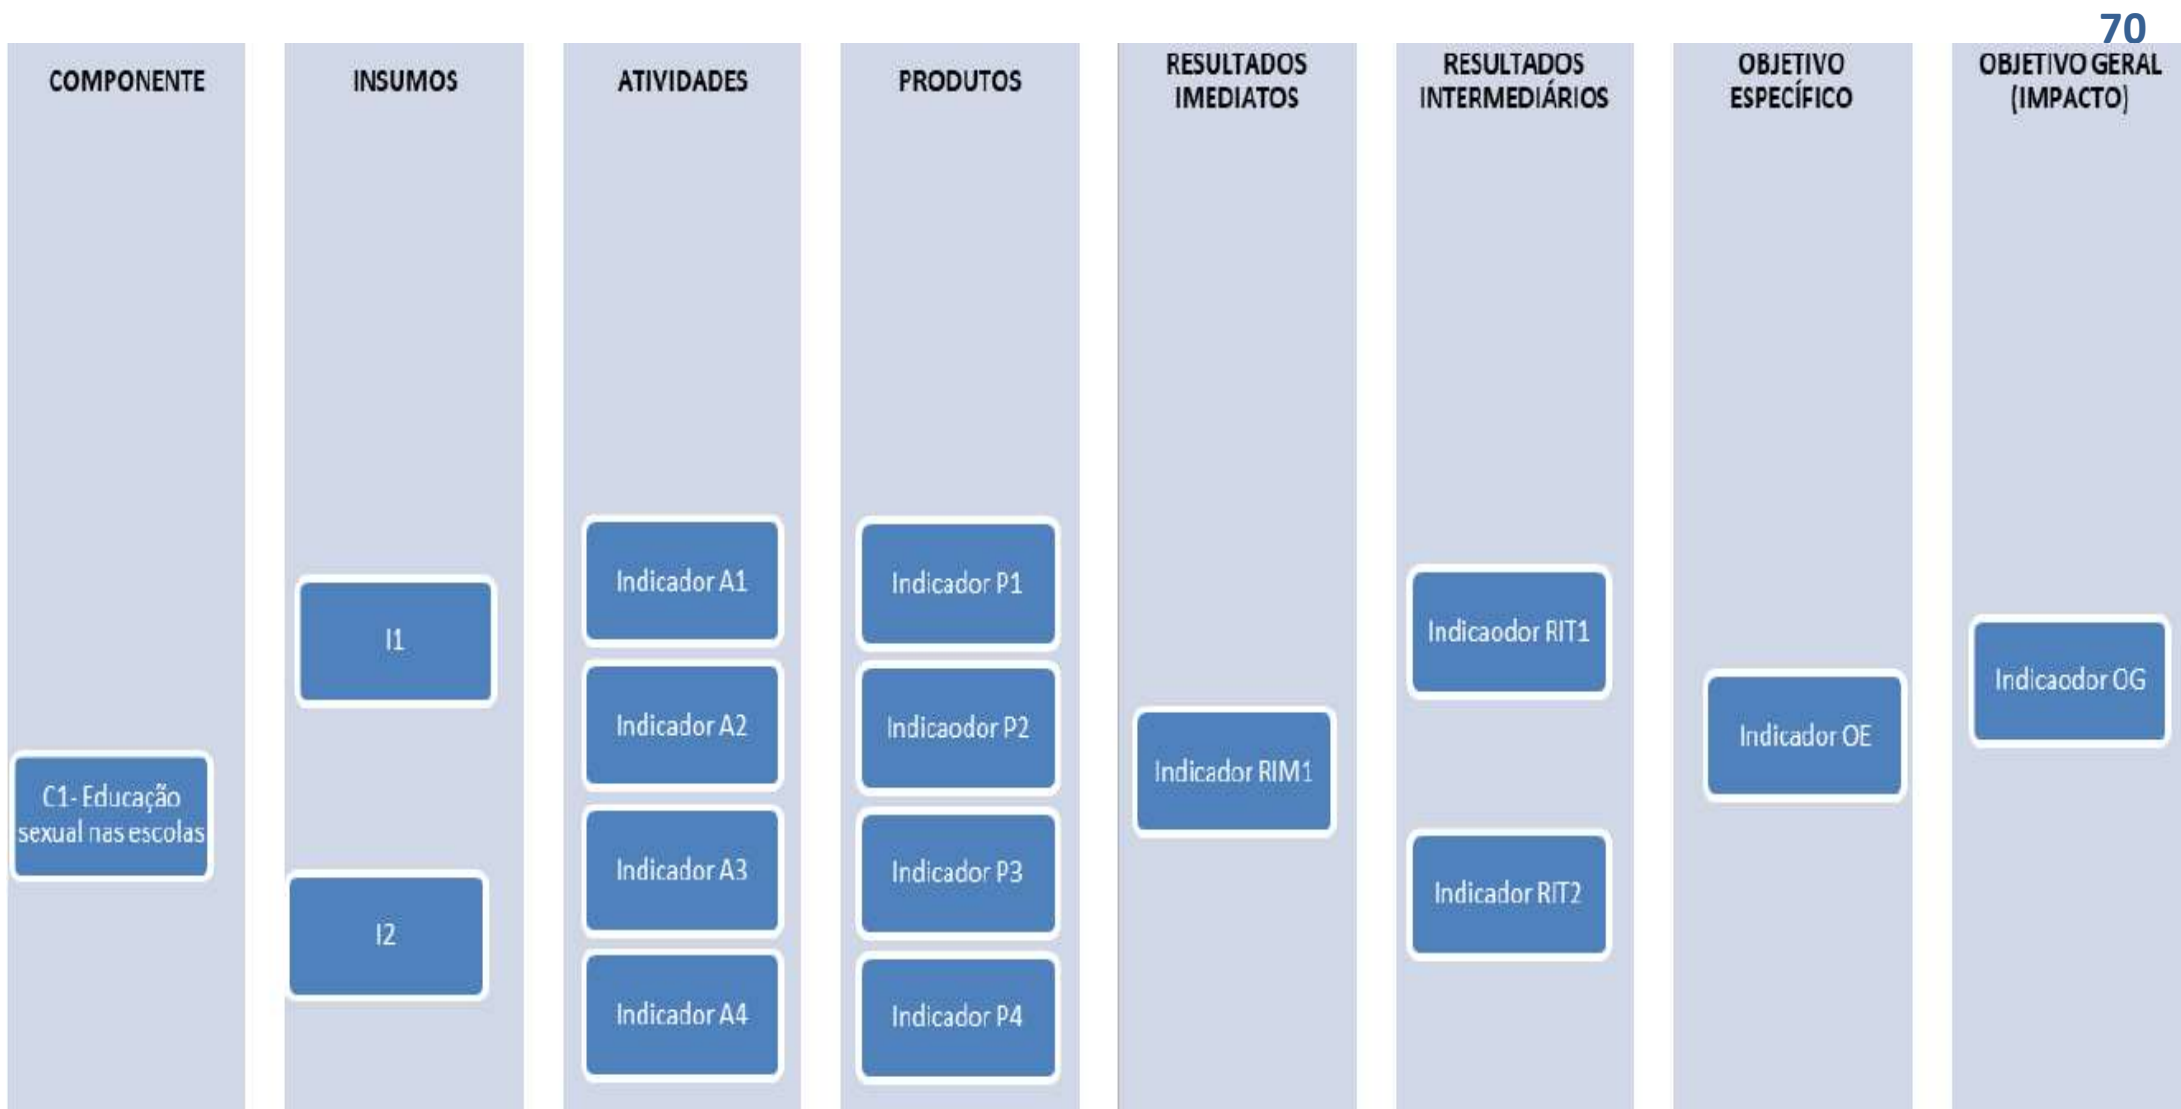 70
COMPONENTE
INSUMOS
ATIVIDADES
PRODUTOS
RESULTADOS
IMEDIATOS
RESULTADOS
INTERMEDIÁRIOS
OBJETIVO
ESPECÍFICO
OBJETIVO GERAL
(IMPACTO)
C1- Educação
sexual nas escolas
I1
I2
Indicador A1
Indicador A2
Indicador A3
Indicador A4
Indicador P1
Indicaodor P2
Indicador P3
Indicador P4
Indicador RIM1
Indicaodor RIT1
Indicador RIT2
Indicador OE
Indicaodor OG